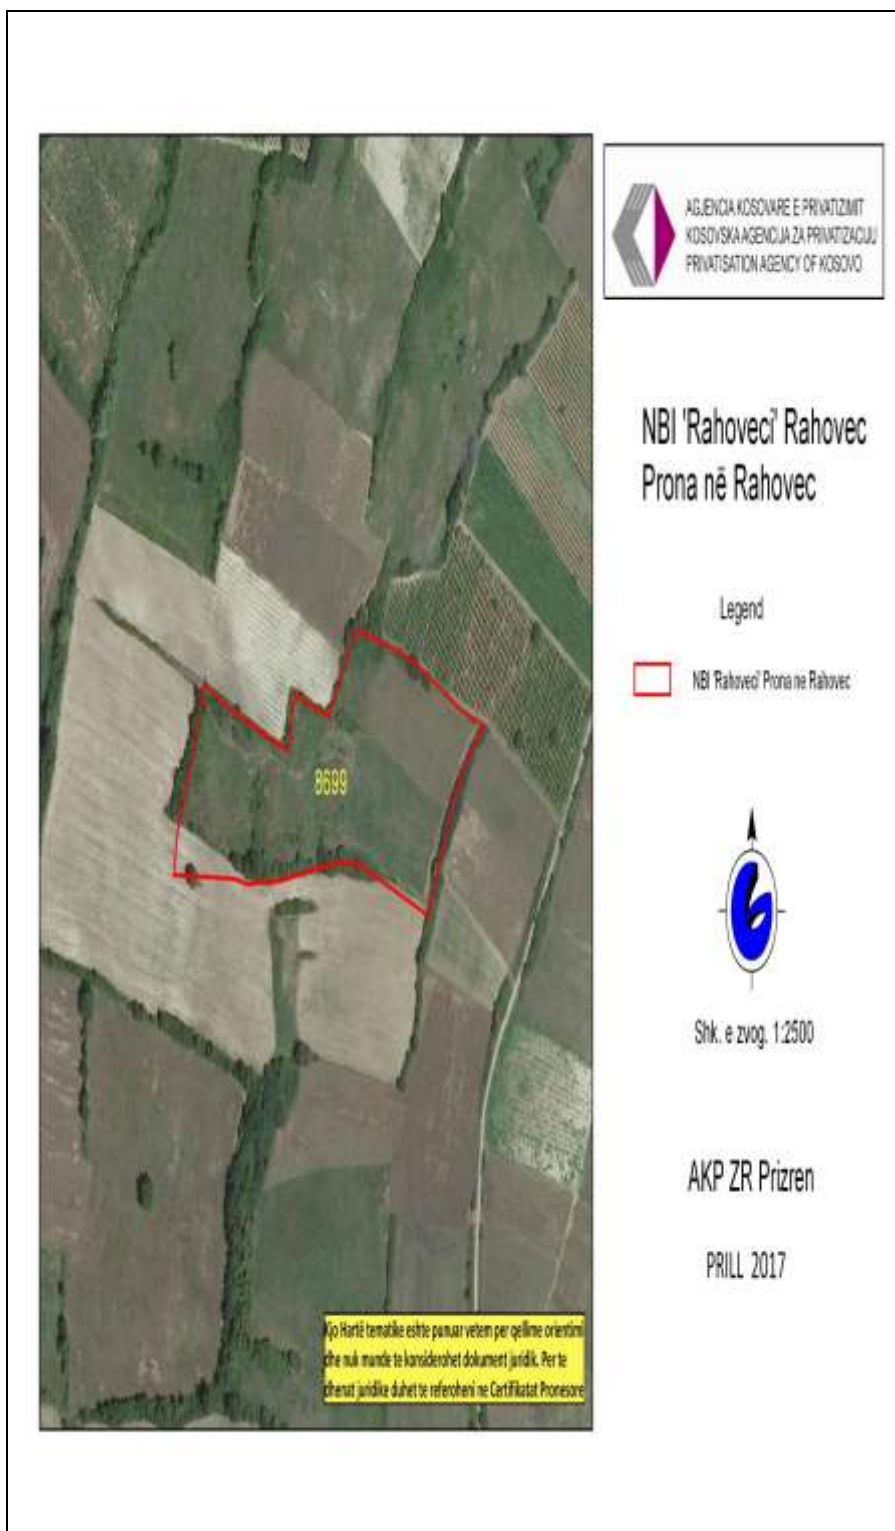 AGJENCIA KOSOVARE E PRIVATIZIMIT
KOSOVSKA AGENCIJA ZA PRIVATIZACIJU
PRIVATISATION AGENCY OF KOSOVO
NBI 'Rahoveci' Rahovec
Prona në Rahovec
Legend
NBI 'Rahoveci' Prona ne Rahovec
8699
Shk. e zvog. 1:2500
AKP ZR Prizren
PRILL 2017
Kjo Hartë tematike eshte punuar vetem per qellime orientimi
dhe nuk munde te konsiderohet dokument juridik. Per te
dhenat juridike duhet te referoheni ne Certifikatat Pronesore